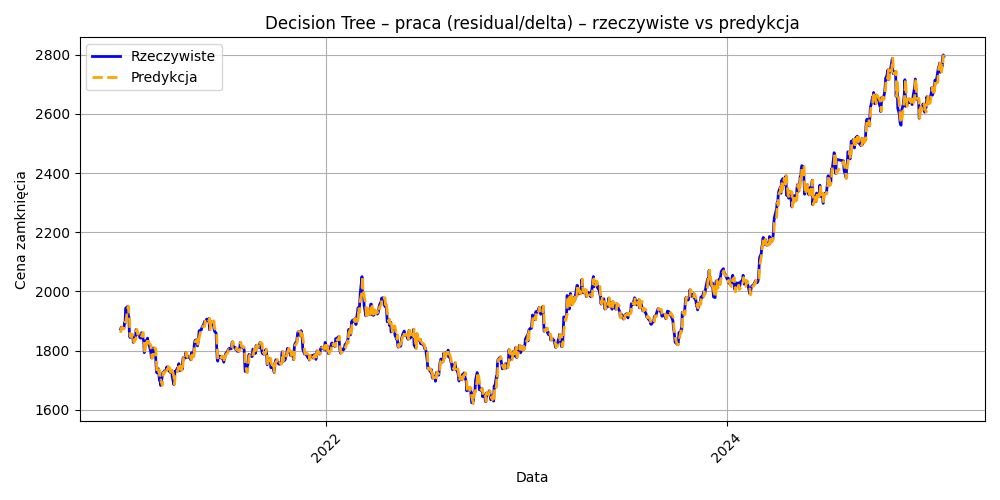 Decision Tree – praca (residual/delta) – rzeczywiste vs predykcja
Rzeczywiste
Predykcja
Cena zamknięcia
2800
2600
2400
2200
2000
1800
1600
2022
2024
Data